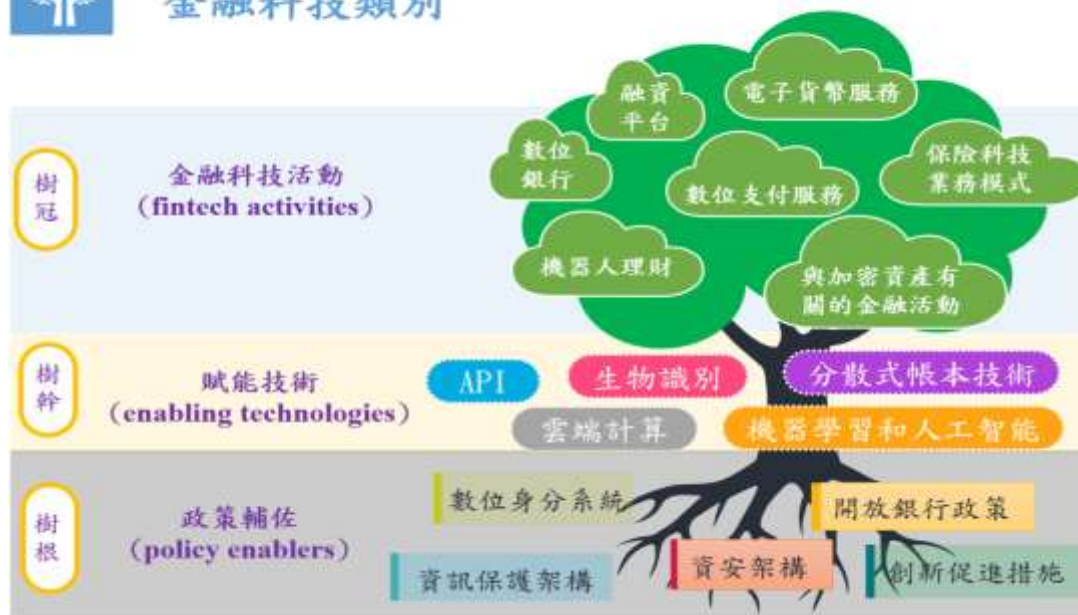 金融科技類別
樹冠
金融科技活動
(fintech activities)
融資
平台
電子貨幣服務
數位
銀行
數位支付服務
保險科技
業務模式
機器人理財
與加密資產有
關的金融活動
樹幹
賦能技術
(enabling technologies)
API
生物識別
分散式帳本技術
雲端計算
機器學習和人工智能
樹根
政策輔佐
(policy enablers)
數位身分系統
開放銀行政策
資訊保護架構
資安架構
創新促進措施